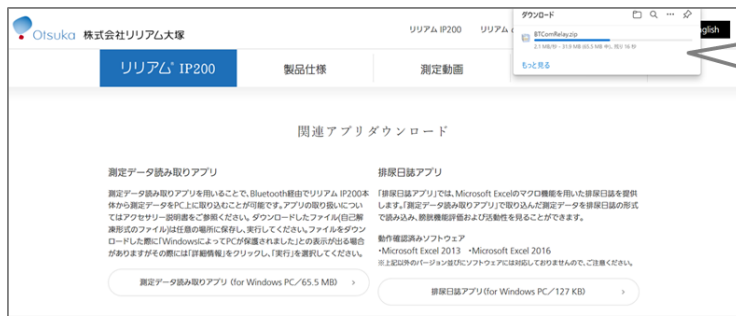 Otsuka 株式会社リリアム大塚
リリアム IP200
リリアム
glish
ダウンロード
BTComRelay.zip
2.1 MB/秒 - 31.9 MB (65.5 MB 中)、残り 16 秒
もっと見る
リリアム® IP200
製品仕様
測定動画
関連アプリダウンロード
測定データ読み取りアプリ
測定データ読み取りアプリを用いることで、Bluetooth経由でリリアム IP200本
体から測定データをPC上に取り込むことが可能です。アプリの取り扱いについ
てはアクセサリー説明書をご参照ください。ダウンロードしたファイル(自己解
凍形式のファイル)は任意の場所に保存し、実行してください。ファイルをダウン
ロードした際に「WindowsによってPCが保護されました」との表示が出る場合
がありますがその際には「詳細情報」をクリックし、「実行」を選択してください。
測定データ読み取りアプリ (for Windows PC／65.5 MB)
排尿日誌アプリ
「排尿日誌アプリ」では、Microsoft Excelのマクロ機能を用いた排尿日誌を提供
します。「測定データ読み取りアプリ」で取り込んだ測定データを排尿日誌の形式
で読み込み、膀胱機能評価および活動性を見ることができます。
動作確認済みソフトウェア
・Microsoft Excel 2013 ・Microsoft Excel 2016
※上記以外のバージョン並びにソフトウェアには対応しておりませんので、ご注意ください。
排尿日誌アプリ(for Windows PC／127 KB)